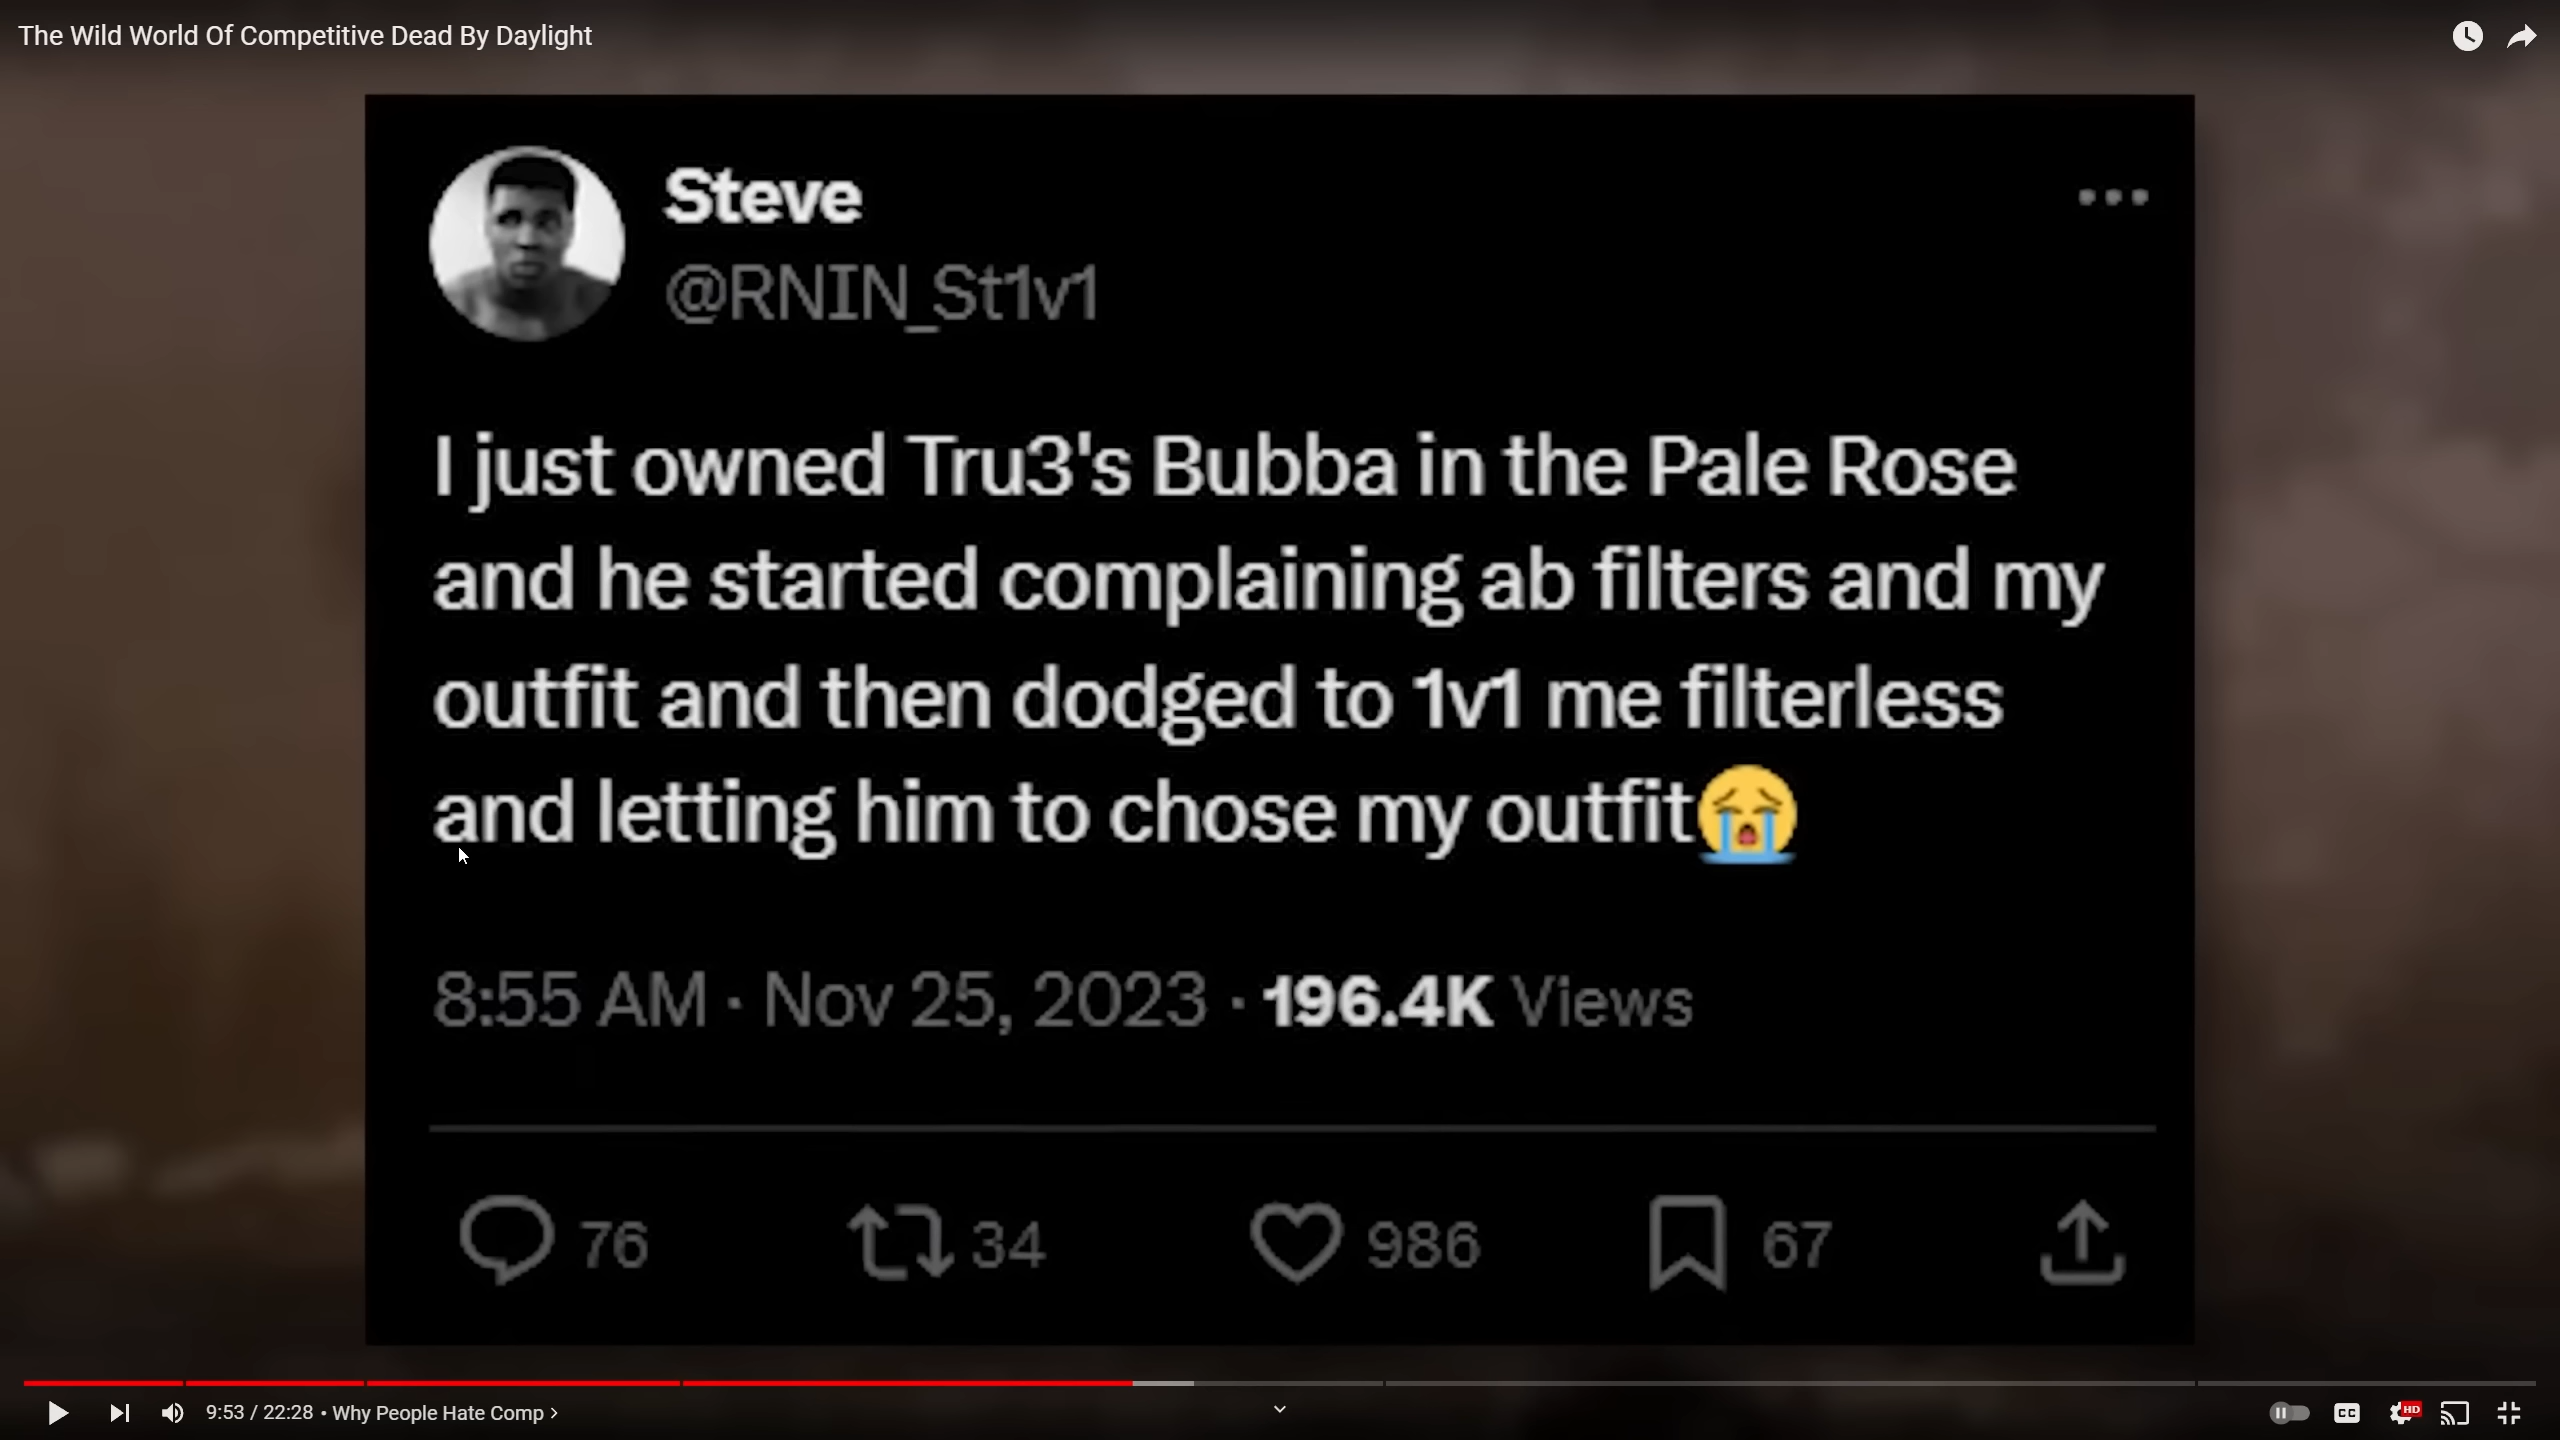 The Wild World Of Competitive Dead By Daylight
Steve
@RNIN_St1v1
I just owned Tru3's Bubba in the Pale Rose
and he started complaining ab filters and my
outfit and then dodged to 1v1 me filterless
and letting him to chose my outfit😭
8:55 AM · Nov 25, 2023 · 196.4K Views
76 34 986 67
9:53 / 22:28 • Why People Hate Comp ›
CC HD